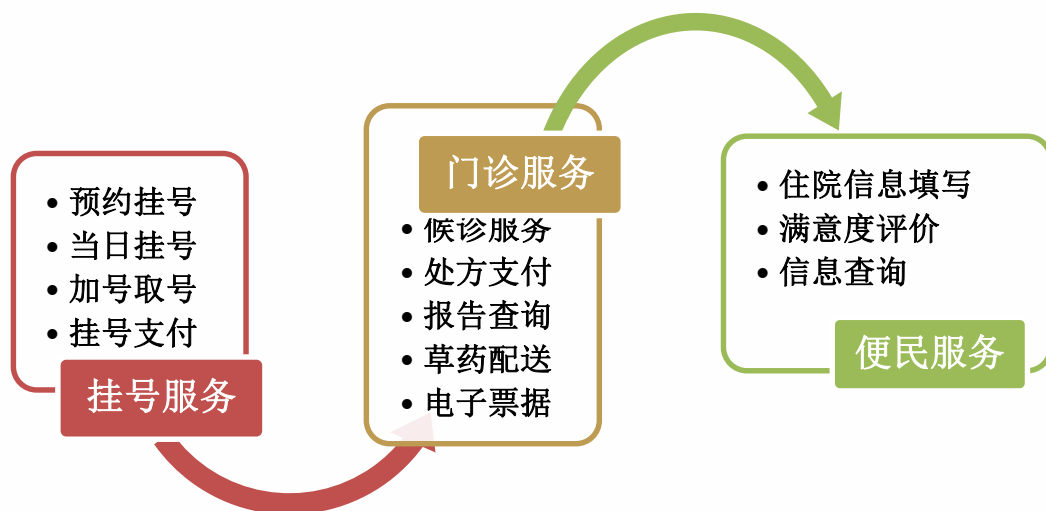 预约挂号
当日挂号
加号取号
挂号支付
挂号服务
门诊服务
候诊服务
处方支付
报告查询
草药配送
电子票据
住院信息填写
满意度评价
信息查询
便民服务